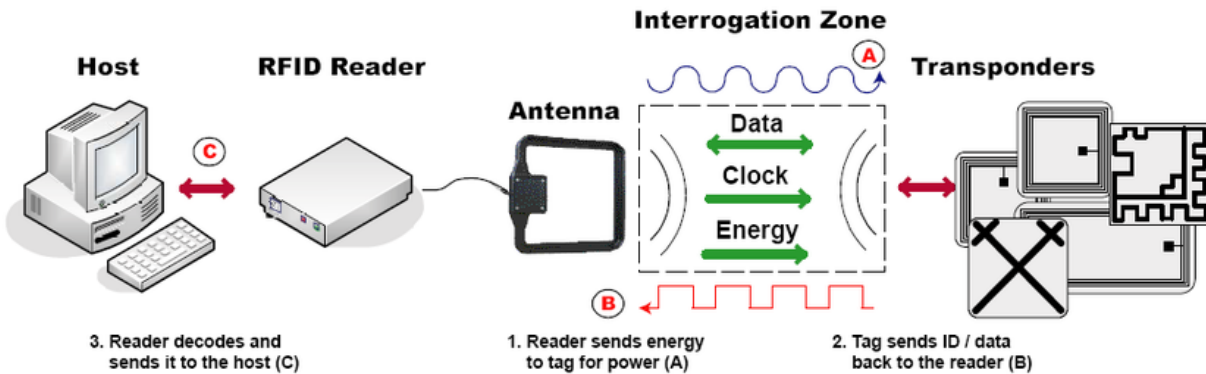 Interrogation Zone
Host
RFID Reader
A
Transponders
Antenna
Data
C
Clock
Energy
B
3. Reader decodes and
sends it to the host (C)
1. Reader sends energy
to tag for power (A)
2. Tag sends ID / data
back to the reader (B)